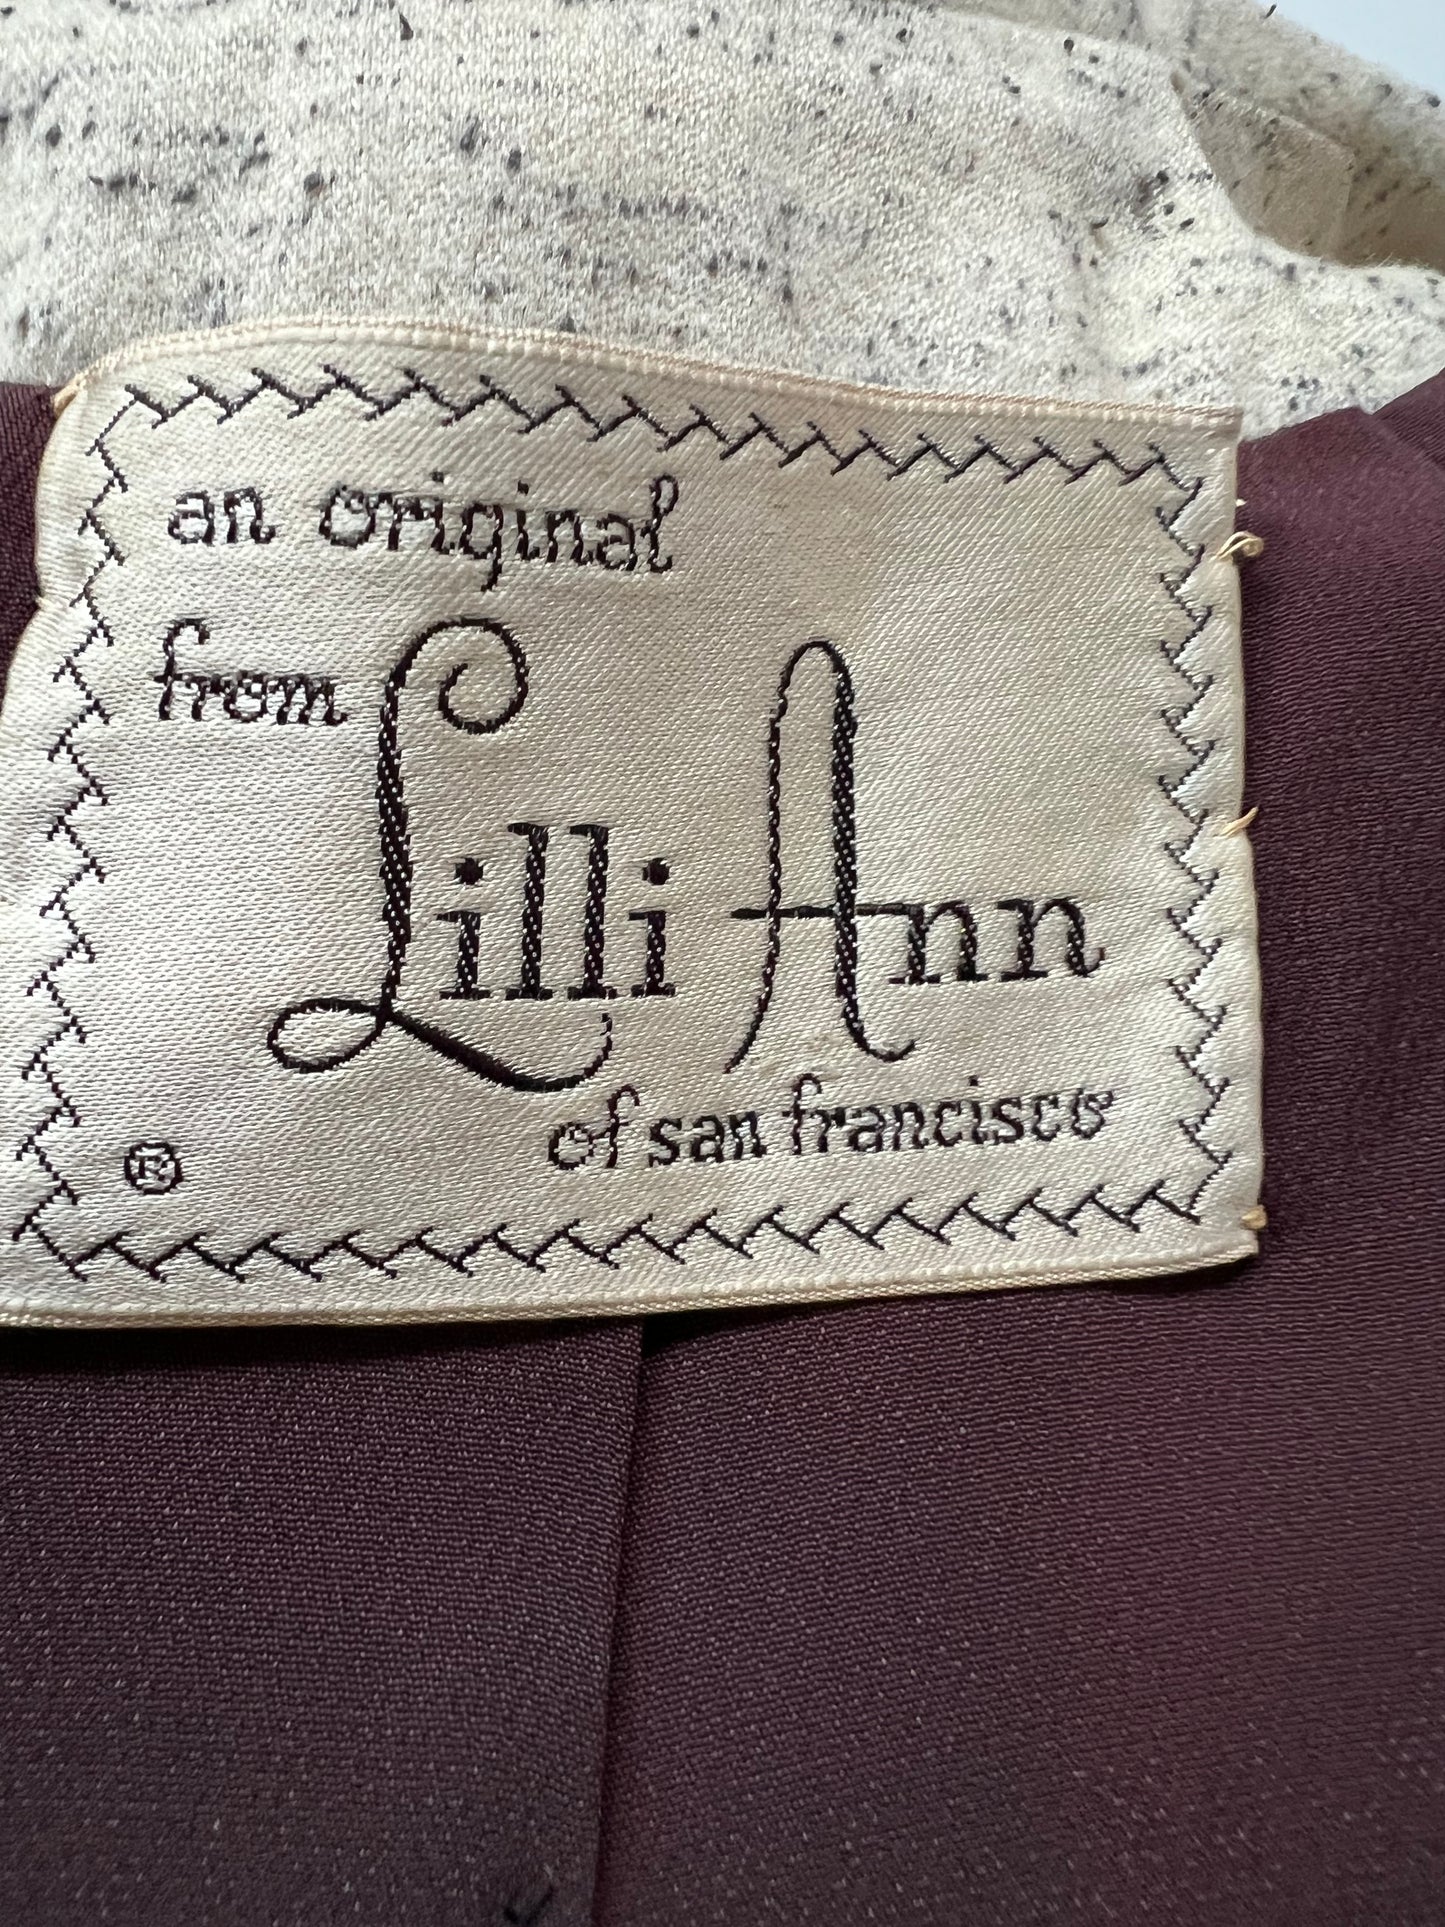 an original
from Lilli Ann
of san francisco
®